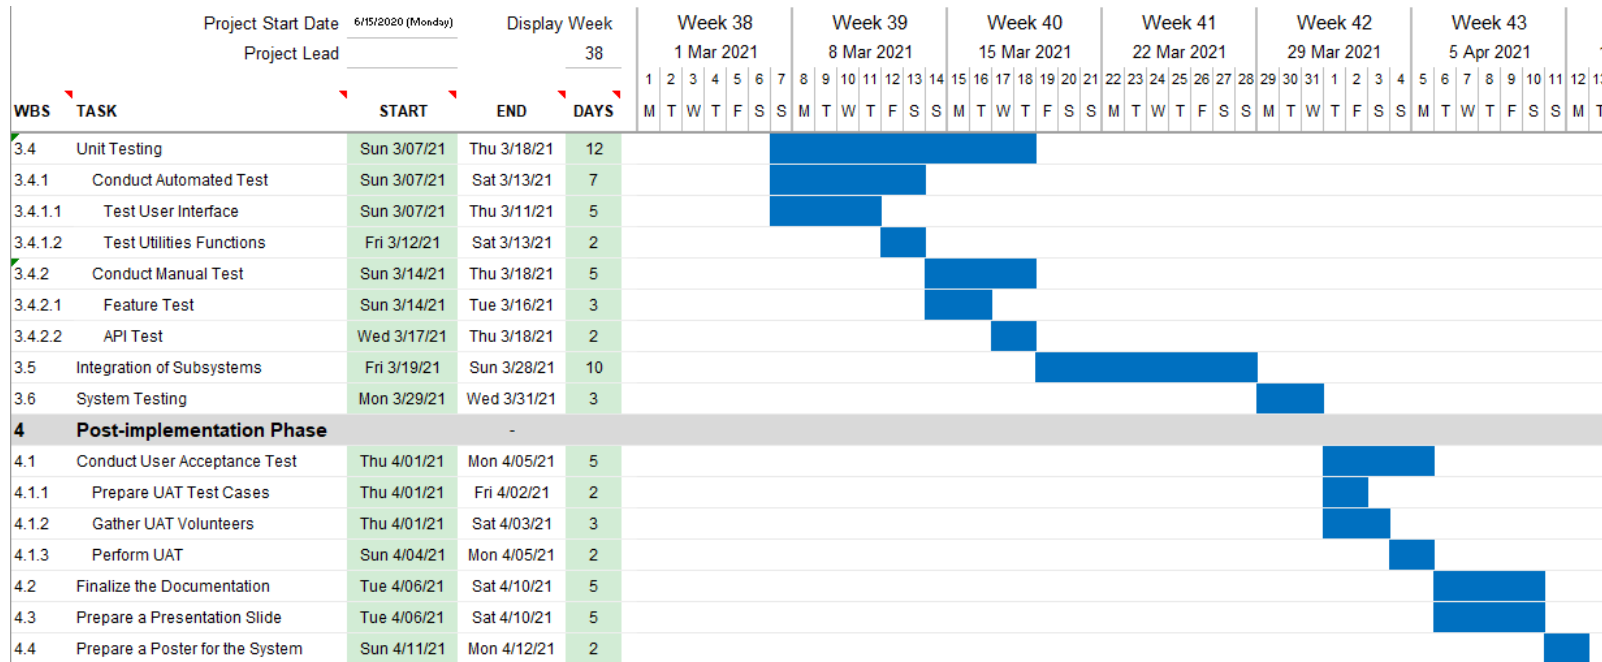 Project Start Date 6/15/2020 (Monday) Display Week Week 38 Week 39 Week 40 Week 41 Week 42 Week 43
Project Lead 38 1 Mar 2021 8 Mar 2021 15 Mar 2021 22 Mar 2021 29 Mar 2021 5 Apr 2021
1 2 3 4 5 6 7 8 9 10 11 12 13 14 15 16 17 18 19 20 21 22 23 24 25 26 27 28 29 30 31 1 2 3 4 5 6 7 8 9 10 11 12
WBS TASK START END DAYS M T W T F S S M T W T F S S M T W T F S S M T W T F S S M T W T F S S M T W T F S S M
3.4 Unit Testing Sun 3/07/21 Thu 3/18/21 12
3.4.1 Conduct Automated Test Sun 3/07/21 Sat 3/13/21 7
3.4.1.1 Test User Interface Sun 3/07/21 Thu 3/11/21 5
3.4.1.2 Test Utilities Functions Fri 3/12/21 Sat 3/13/21 2
3.4.2 Conduct Manual Test Sun 3/14/21 Thu 3/18/21 5
3.4.2.1 Feature Test Sun 3/14/21 Tue 3/16/21 3
3.4.2.2 API Test Wed 3/17/21 Thu 3/18/21 2
3.5 Integration of Subsystems Fri 3/19/21 Sun 3/28/21 10
3.6 System Testing Mon 3/29/21 Wed 3/31/21 3
4 Post-implementation Phase -
4.1 Conduct User Acceptance Test Thu 4/01/21 Mon 4/05/21 5
4.1.1 Prepare UAT Test Cases Thu 4/01/21 Fri 4/02/21 2
4.1.2 Gather UAT Volunteers Thu 4/01/21 Sat 4/03/21 3
4.1.3 Perform UAT Sun 4/04/21 Mon 4/05/21 2
4.2 Finalize the Documentation Tue 4/06/21 Sat 4/10/21 5
4.3 Prepare a Presentation Slide Tue 4/06/21 Sat 4/10/21 5
4.4 Prepare a Poster for the System Sun 4/11/21 Mon 4/12/21 2